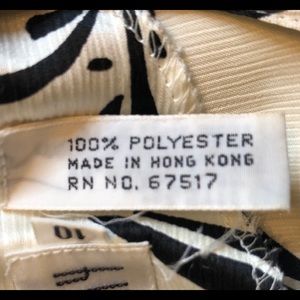 100% POLYESTER
MADE IN HONG KONG
RN NO. 67517
10